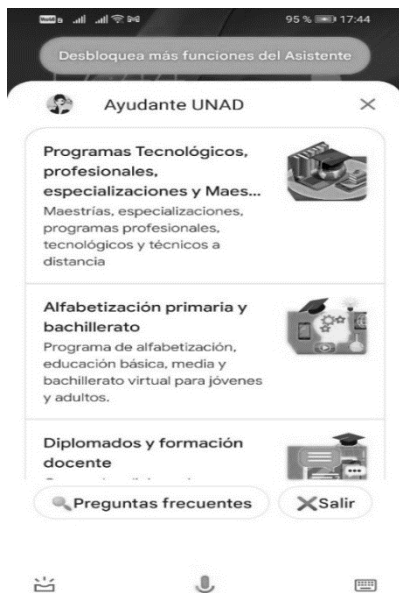 95 % 17:44
Desbloquea más funciones del Asistente
Ayudante UNAD
Programas Tecnológicos,
profesionales,
especializaciones y Maes...
Maestrías, especializaciones,
programas profesionales,
tecnológicos y técnicos a
distancia
Alfabetización primaria y
bachillerato
Programa de alfabetización,
educación básica, media y
bachillerato virtual para jóvenes
y adultos.
Diplomados y formación
docente
Preguntas frecuentes
Salir